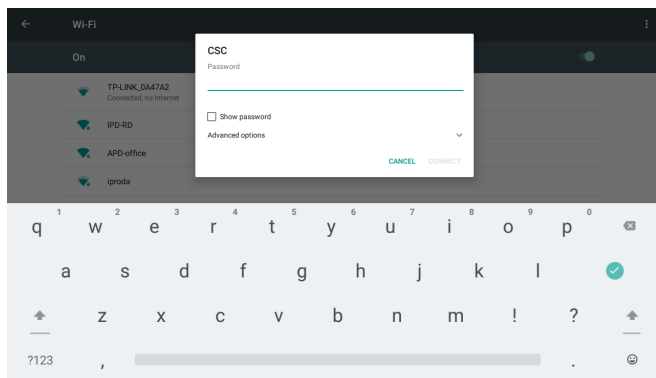 Wi-Fi
On
CSC
Password
Show password
Advanced options
CANCEL CONNECT
TP-LINK_0A47A2
Connected, no Internet
IPD-RD
APD-office
iproda
q 1 w 2 e 3 r 4 t 5 y 6 u 7 i 8 o 9 p 0
a s d f g h j k l
z x c v b n m ! ?
?123 , .